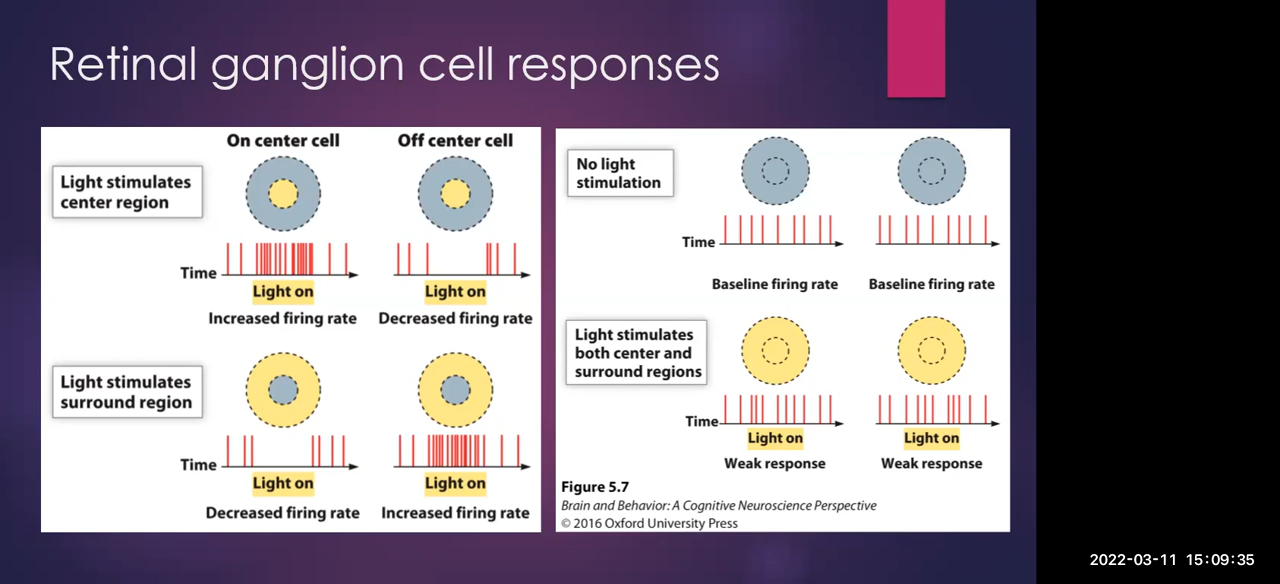 Retinal ganglion cell responses
On center cell
Off center cell
Light stimulates
center region
Time
Light on
Light on
Increased firing rate
Decreased firing rate
Light stimulates
surround region
Time
Light on
Light on
Decreased firing rate
Increased firing rate
No light
stimulation
Time
Baseline firing rate
Baseline firing rate
Light stimulates
both center and
surround regions
Time
Light on
Light on
Weak response
Weak response
Figure 5.7
Brain and Behavior: A Cognitive Neuroscience Perspective
© 2016 Oxford University Press
2022-03-11 15:09:35